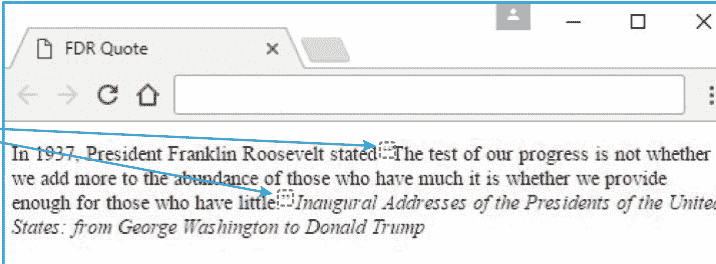 FDR Quote
In 1937, President Franklin Roosevelt stated The test of our progress is not whether
we add more to the abundance of those who have much it is whether we provide
enough for those who have little Inaugural Addresses of the Presidents of the United
States: from George Washington to Donald Trump